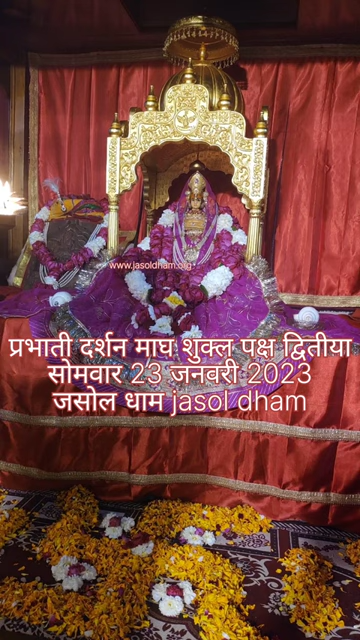 www.jasoldham.org
प्रभाती दर्शन माघ शुक्ल पक्ष द्वितीया
सोमवार 23 जनवरी 2023
जसोल धाम jasol dham